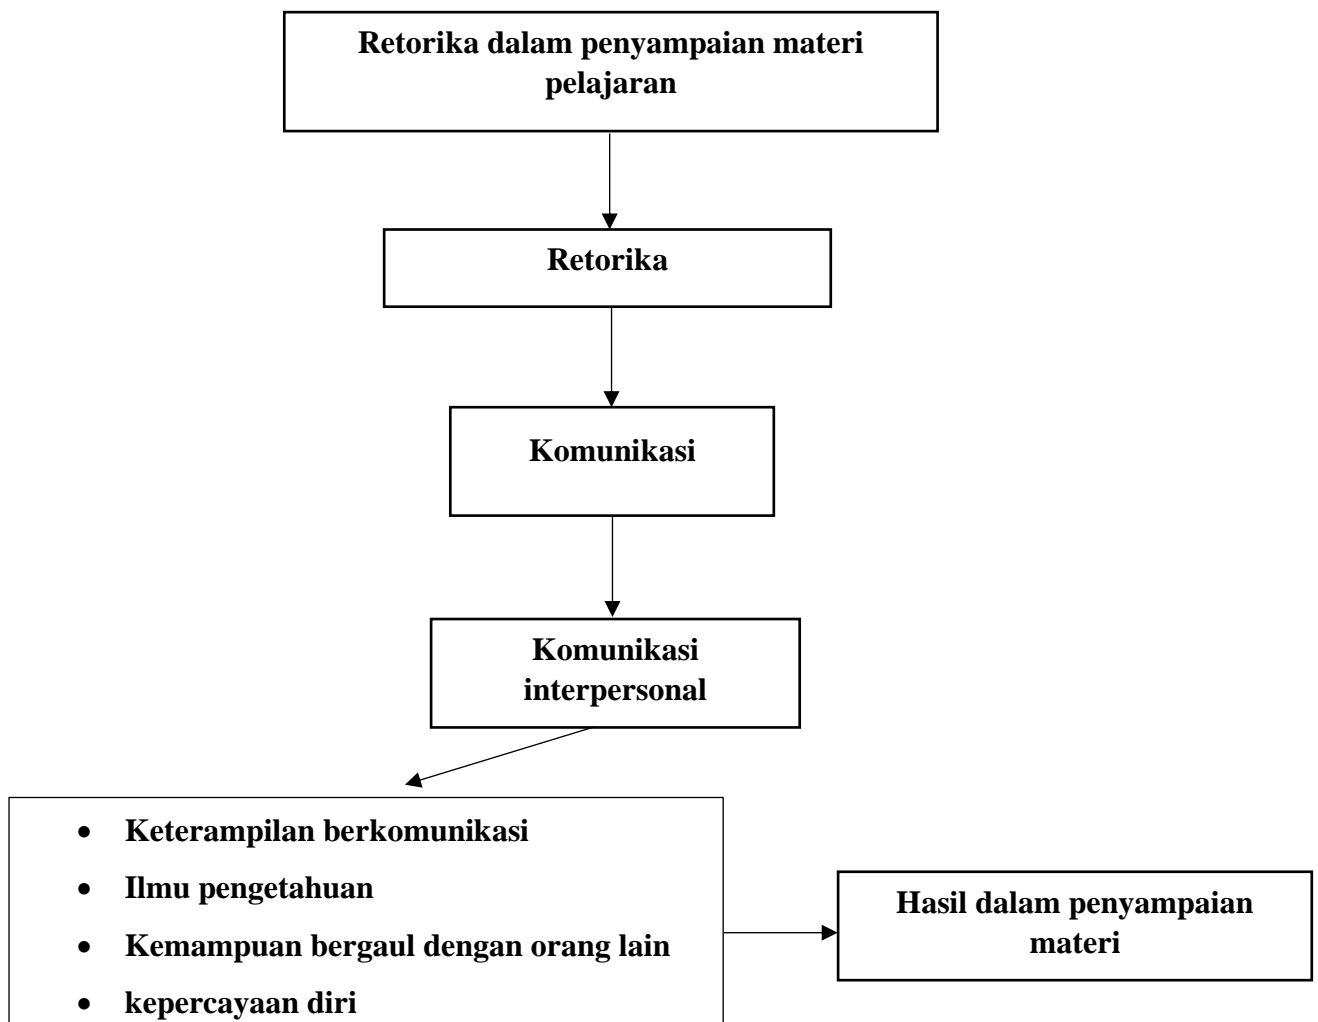 Retorika dalam penyampaian materi
pelajaran
Retorika
Komunikasi
Komunikasi
interpersonal
• Keterampilan berkomunikasi
• Ilmu pengetahuan
• Kemampuan bergaul dengan orang lain
• kepercayaan diri
Hasil dalam penyampaian
materi